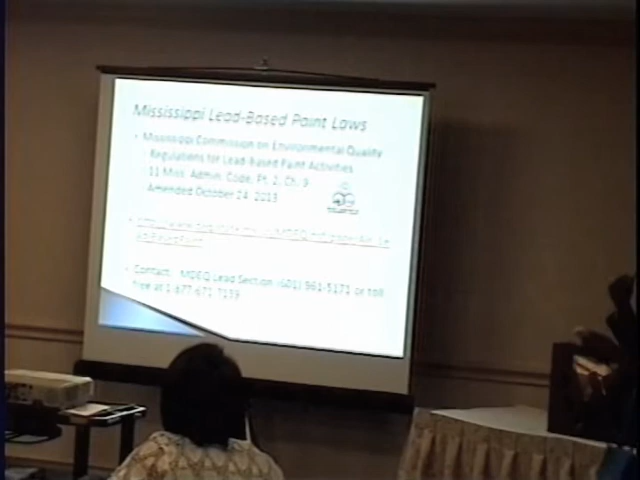 Mississippi Lead-Based Paint Laws
Mississippi Commission on Environmental Quality
Regulations for Lead-Based Paint Activities
11 Miss. Admin. Code, Pt. 2, Ch. 9
Amended October 24, 2013
Contact: MDEQ Lead Section (601) 961-5171 or toll
free at 1-877-671-7139